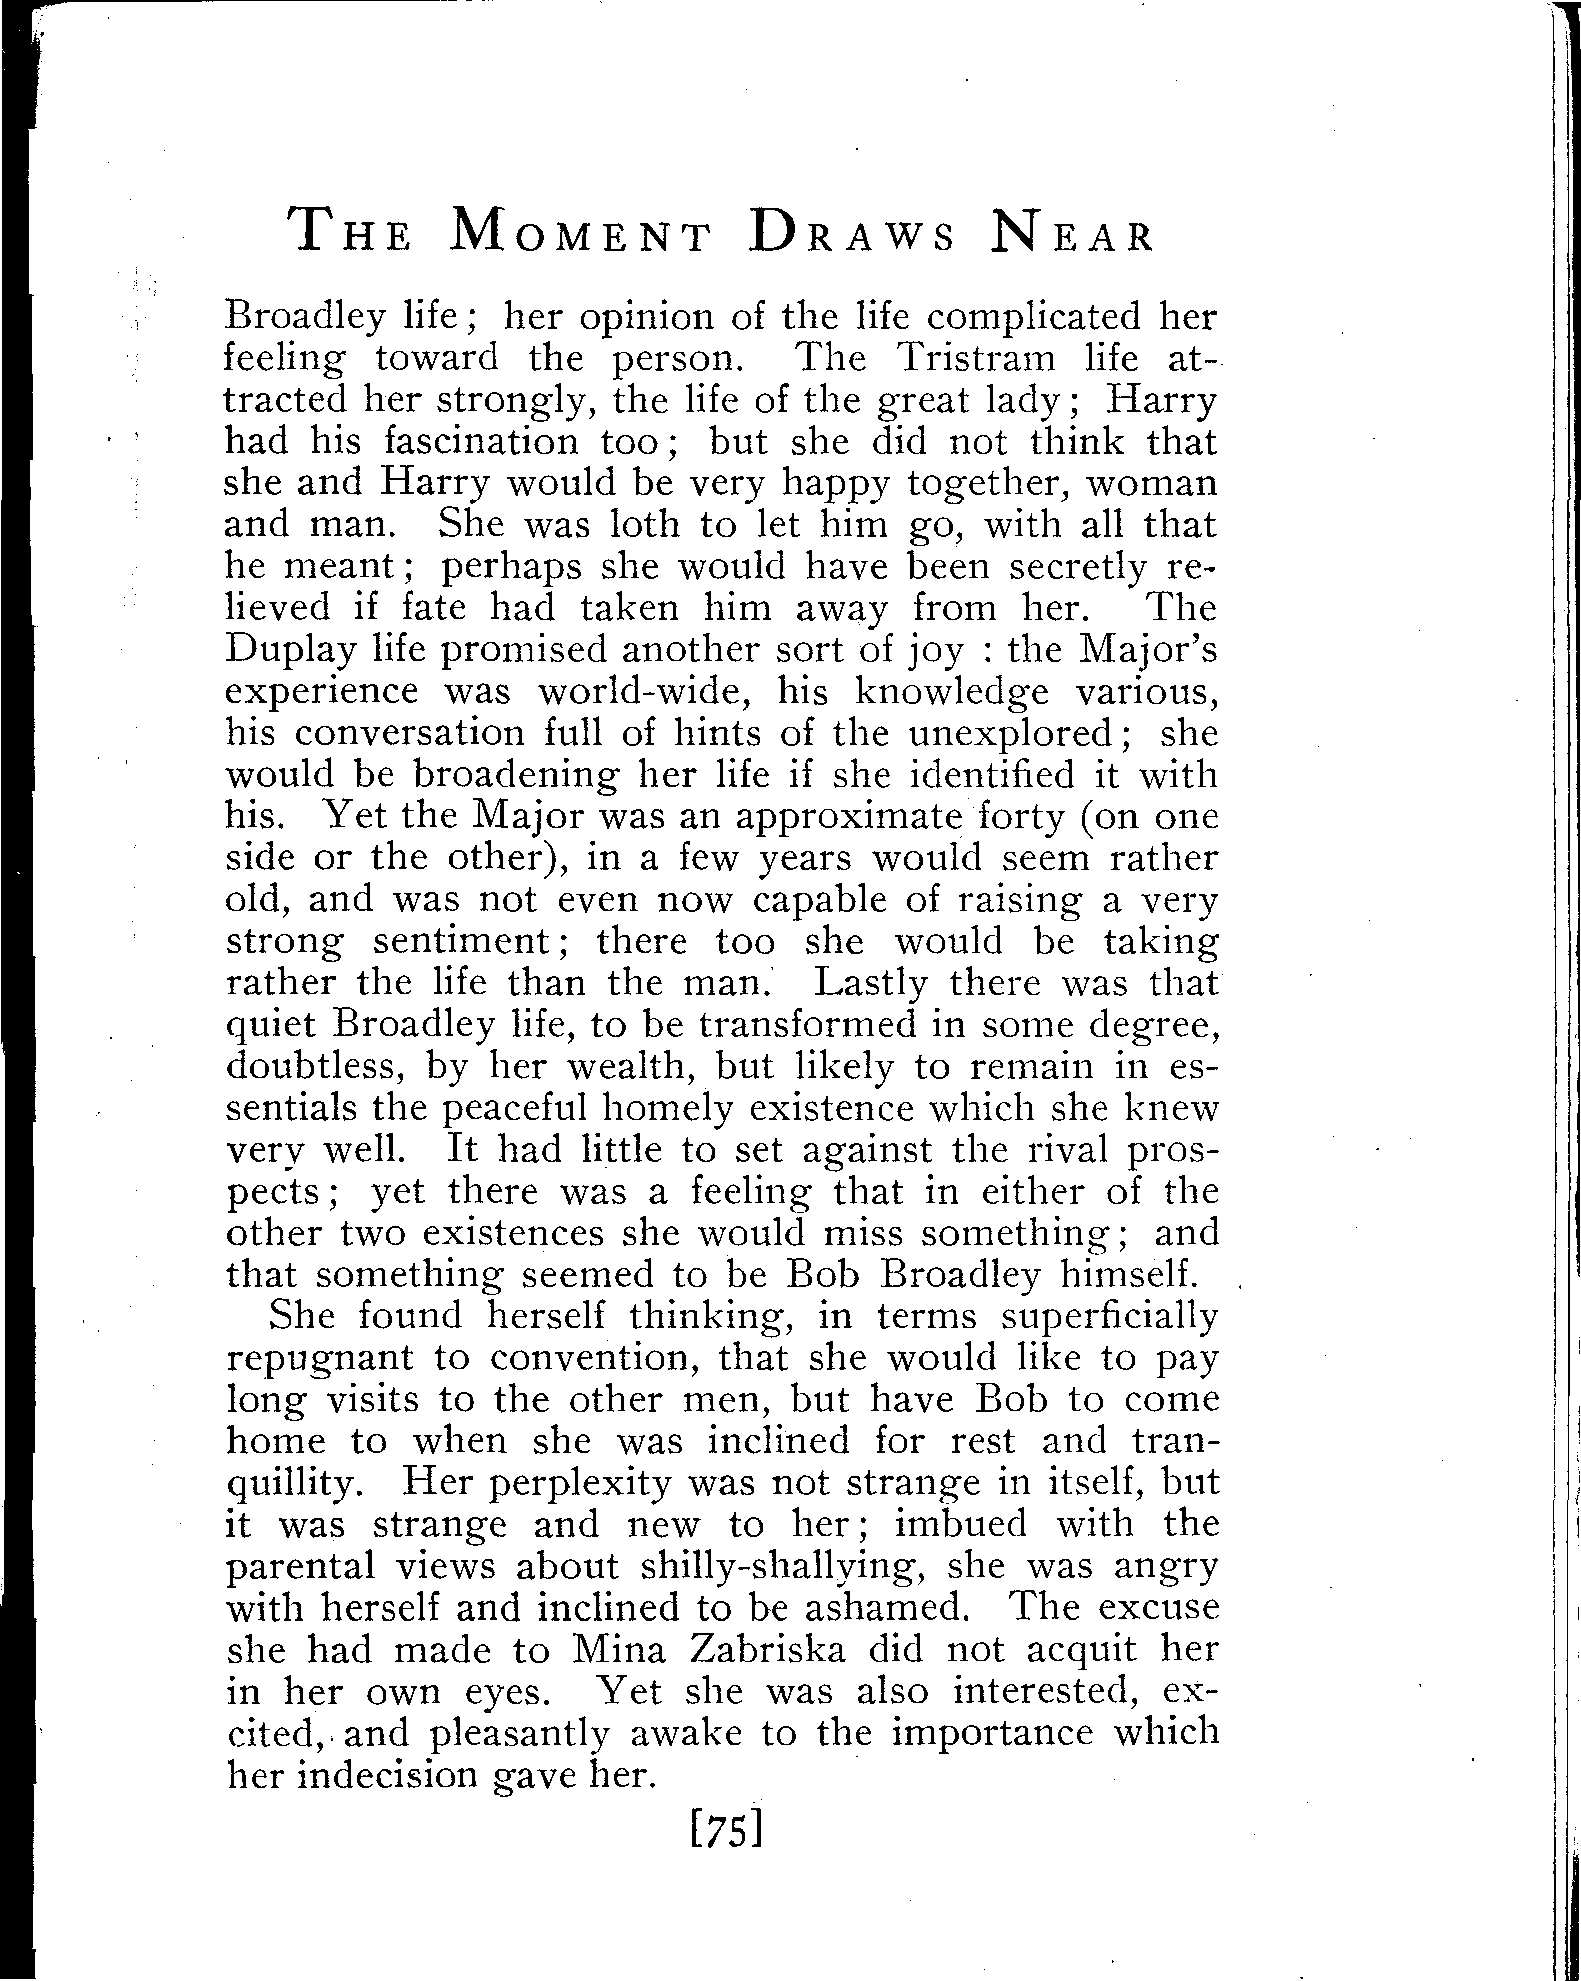 The Moment Draws Near
Broadley life; her opinion of the life complicated her
feeling toward the person. The Tristram life at-
tracted her strongly, the life of the great lady; Harry
had his fascination too; but she did not think that
she and Harry would be very happy together, woman
and man. She was loth to let him go, with all that
he meant; perhaps she would have been secretly re-
lieved if fate had taken him away from her. The
Duplay life promised another sort of joy : the Major's
experience was world-wide, his knowledge various,
his conversation full of hints of the unexplored; she
would be broadening her life if she identified it with
his. Yet the Major was an approximate forty (on one
side or the other), in a few years would seem rather
old, and was not even now capable of raising a very
strong sentiment; there too she would be taking
rather the life than the man. Lastly there was that
quiet Broadley life, to be transformed in some degree,
doubtless, by her wealth, but likely to remain in es-
sentials the peaceful homely existence which she knew
very well. It had little to set against the rival pros-
pects; yet there was a feeling that in either of the
other two existences she would miss something; and
that something seemed to be Bob Broadley himself.
She found herself thinking, in terms superficially
repugnant to convention, that she would like to pay
long visits to the other men, but have Bob to come
home to when she was inclined for rest and tran-
quillity. Her perplexity was not strange in itself, but
it was strange and new to her; imbued with the
parental views about shilly-shallying, she was angry
with herself and inclined to be ashamed. The excuse
she had made to Mina Zabriska did not acquit her
in her own eyes. Yet she was also interested, ex-
cited, and pleasantly awake to the importance which
her indecision gave her.
[75]